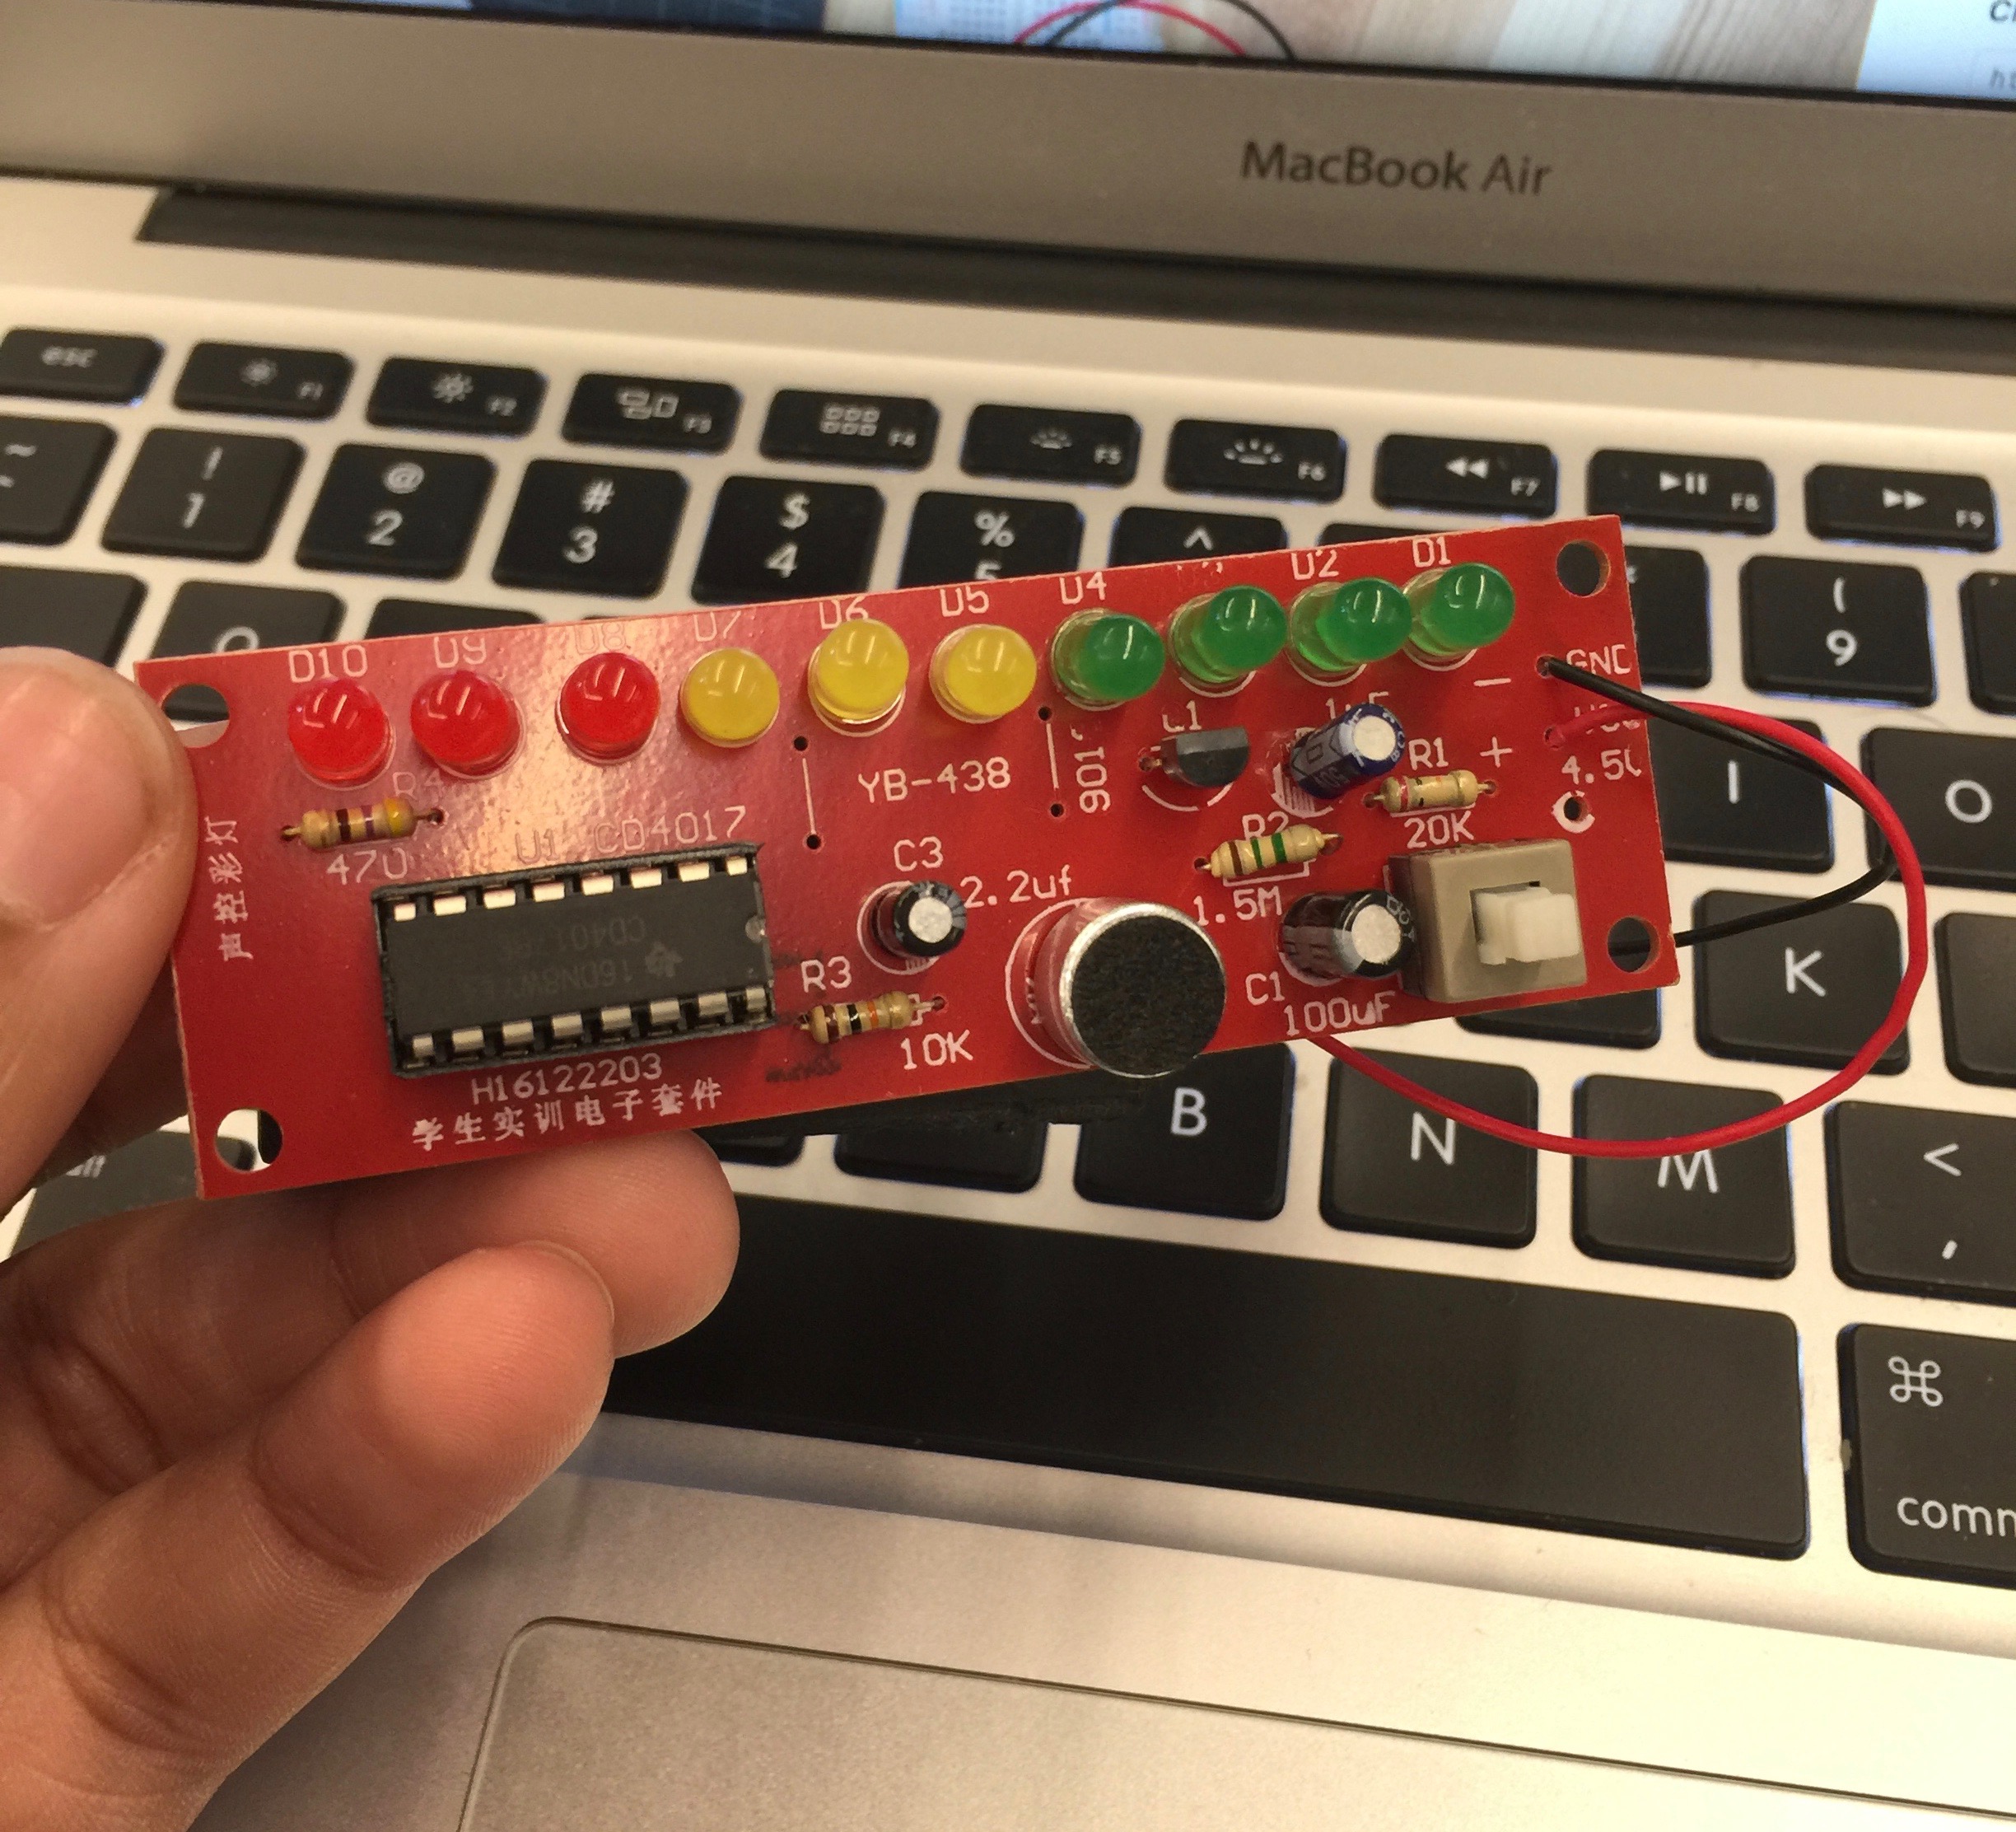 MacBook Air
esc
F1
F2
F3
F4
F5
F6
F7
F8
F9
~
!
1
@
2
#
3
$
4
%
5
^
(
9
I
O
K
B
N
M
<
,
⌘
D10
D9
D8
D7
D6
D5
D4
D2
D1
GND
4.5
R4
470
U1 CD4017
YB-438
C3
2.2uf
R1
20K
R2
1.5M
R3
10K
C1
100uF
声控彩灯
H16122203
学生实训电子套件
−
+